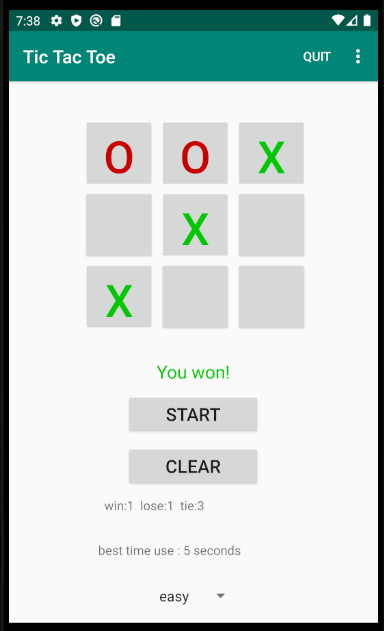 7:38
Tic Tac Toe QUIT
O O X
X
X
You won!
START
CLEAR
win:1 lose:1 tie:3
best time use : 5 seconds
easy